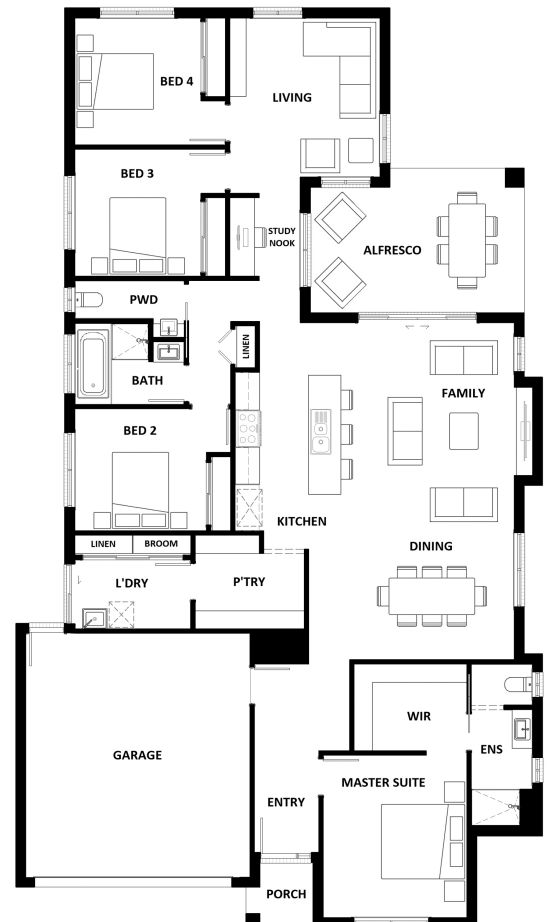 BED 4
LIVING
BED 3
STUDY
NOOK
ALFRESCO
PWD
LINEN
BATH
FAMILY
BED 2
KITCHEN
LINEN
BROOM
DINING
L'DRY
P'TRY
WIR
ENS
GARAGE
MASTER SUITE
ENTRY
PORCH